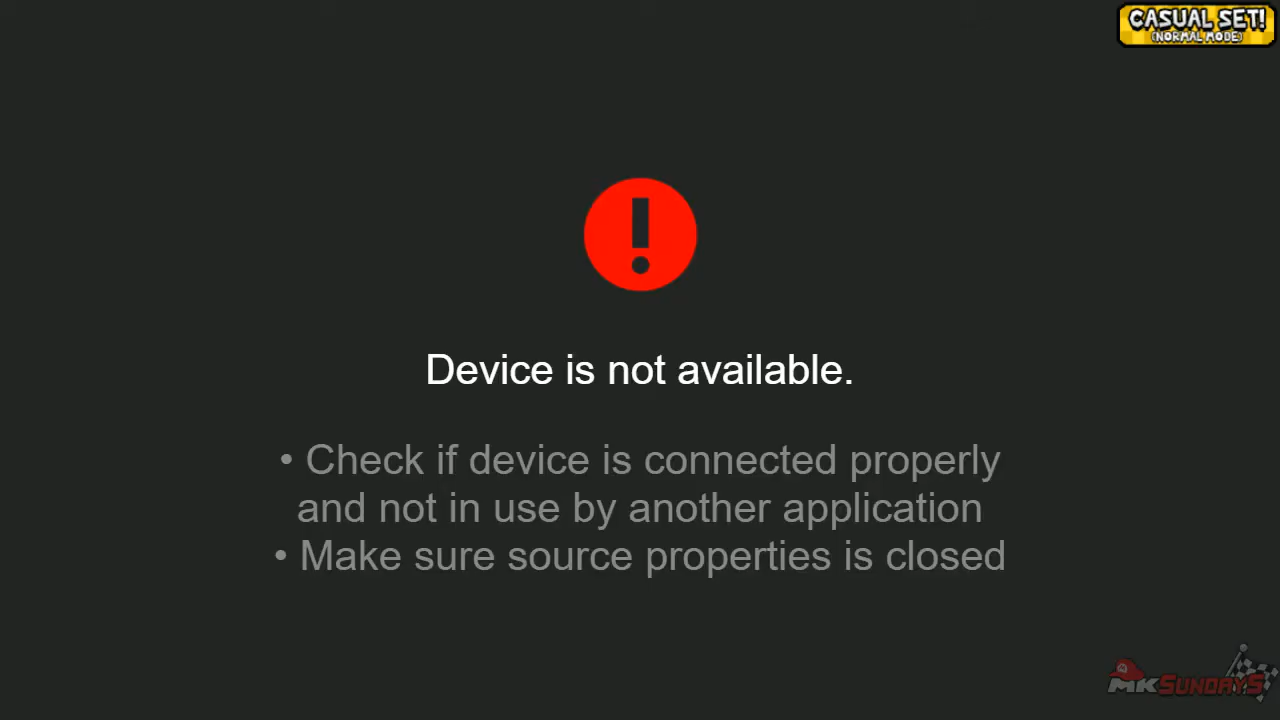 CASUAL SET!
(NORMAL MODE)
Device is not available.
• Check if device is connected properly
and not in use by another application
• Make sure source properties is closed
MKSUNDAYS